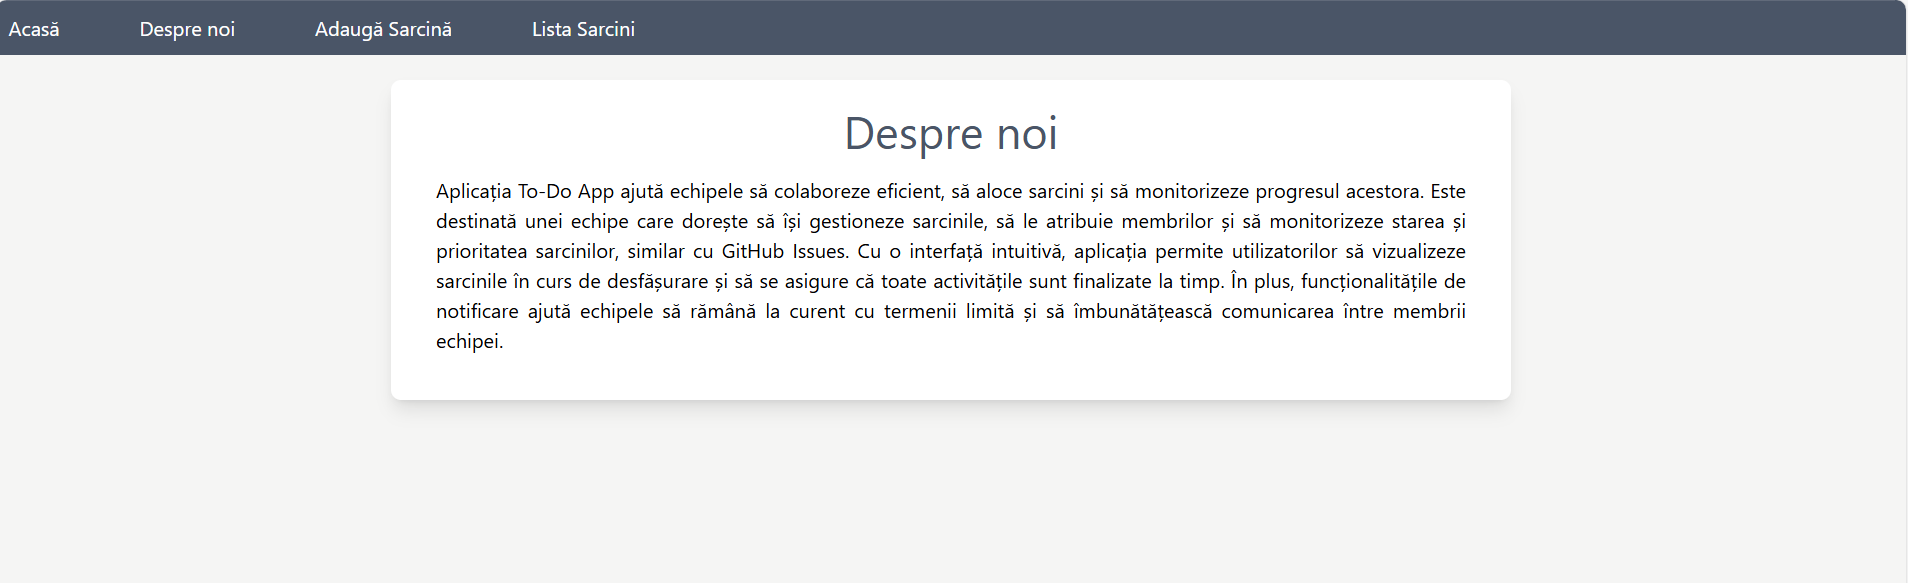 Acasă Despre noi Adaugă Sarcină Lista Sarcini
Despre noi
Aplicația To-Do App ajută echipele să colaboreze eficient, să aloce sarcini și să monitorizeze progresul acestora. Este
destinată unei echipe care dorește să își gestioneze sarcinile, să le atribuie membrilor și să monitorizeze starea și
prioritatea sarcinilor, similar cu GitHub Issues. Cu o interfață intuitivă, aplicația permite utilizatorilor să vizualizeze
sarcinile în curs de desfășurare și să se asigure că toate activitățile sunt finalizate la timp. În plus, funcționalitățile de
notificare ajută echipele să rămână la curent cu termenii limită și să îmbunătățească comunicarea între membrii
echipei.